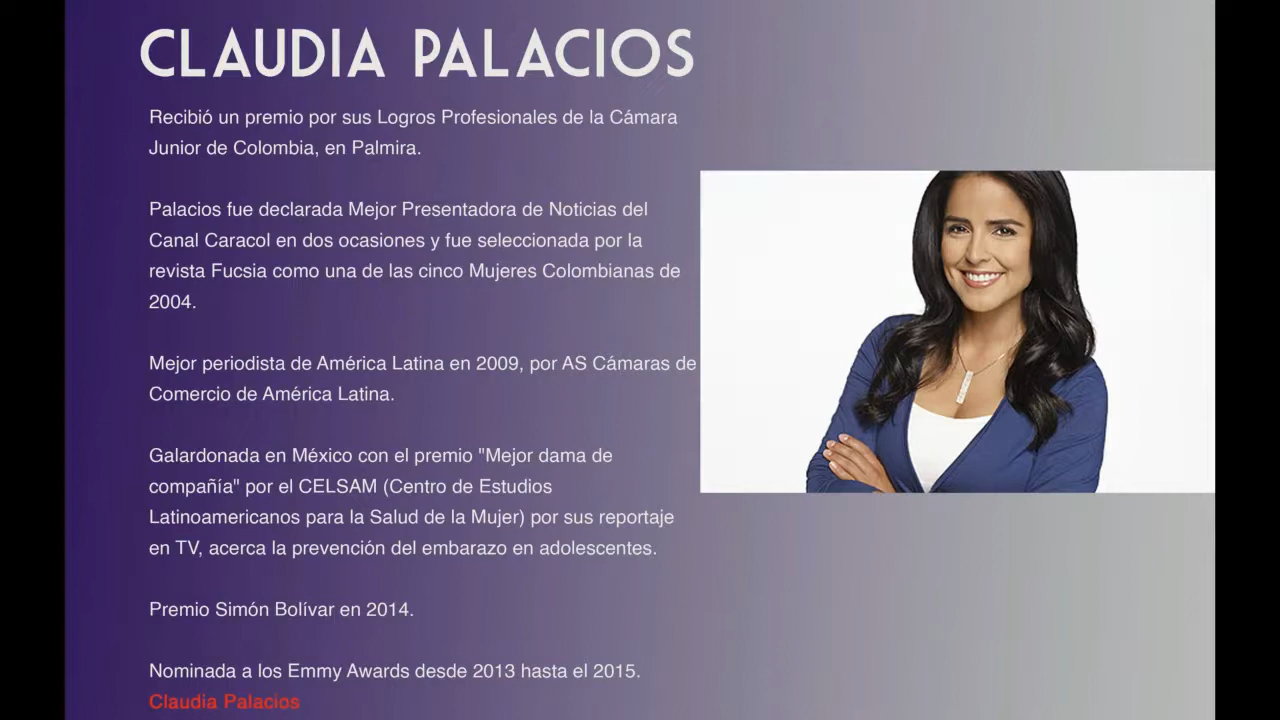 CLAUDIA PALACIOS
Recibió un premio por sus Logros Profesionales de la Cámara
Junior de Colombia, en Palmira.
Palacios fue declarada Mejor Presentadora de Noticias del
Canal Caracol en dos ocasiones y fue seleccionada por la
revista Fucsia como una de las cinco Mujeres Colombianas de
2004.
Mejor periodista de América Latina en 2009, por AS Cámaras de
Comercio de América Latina.
Galardonada en México con el premio "Mejor dama de
compañía" por el CELSAM (Centro de Estudios
Latinoamericanos para la Salud de la Mujer) por sus reportaje
en TV, acerca la prevención del embarazo en adolescentes.
Premio Simón Bolívar en 2014.
Nominada a los Emmy Awards desde 2013 hasta el 2015.
Claudia Palacios